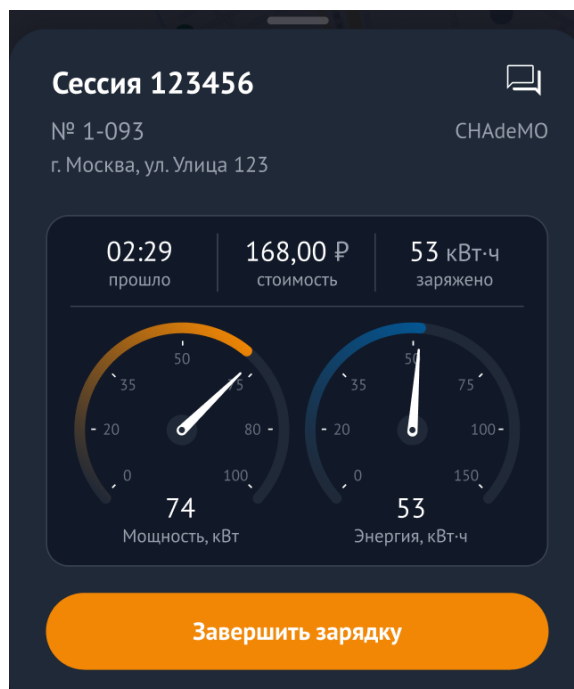 Сессия 123456
№ 1-093 CHAdeMO
г. Москва, ул. Улица 123
02:29 168,00 ₽ 53 кВт·ч
прошло стоимость заряжено
50 50
35 75 35 75
20 80 20 100
0 100 0 150
74 53
Мощность, кВт Энергия, кВт·ч
Завершить зарядку